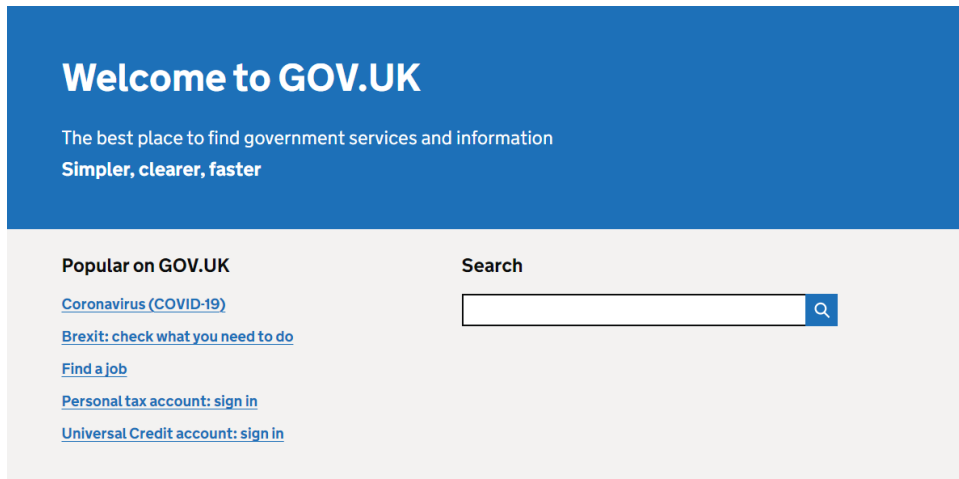 Welcome to GOV.UK
The best place to find government services and information
Simpler, clearer, faster
Popular on GOV.UK
Coronavirus (COVID-19)
Brexit: check what you need to do
Find a job
Personal tax account: sign in
Universal Credit account: sign in
Search